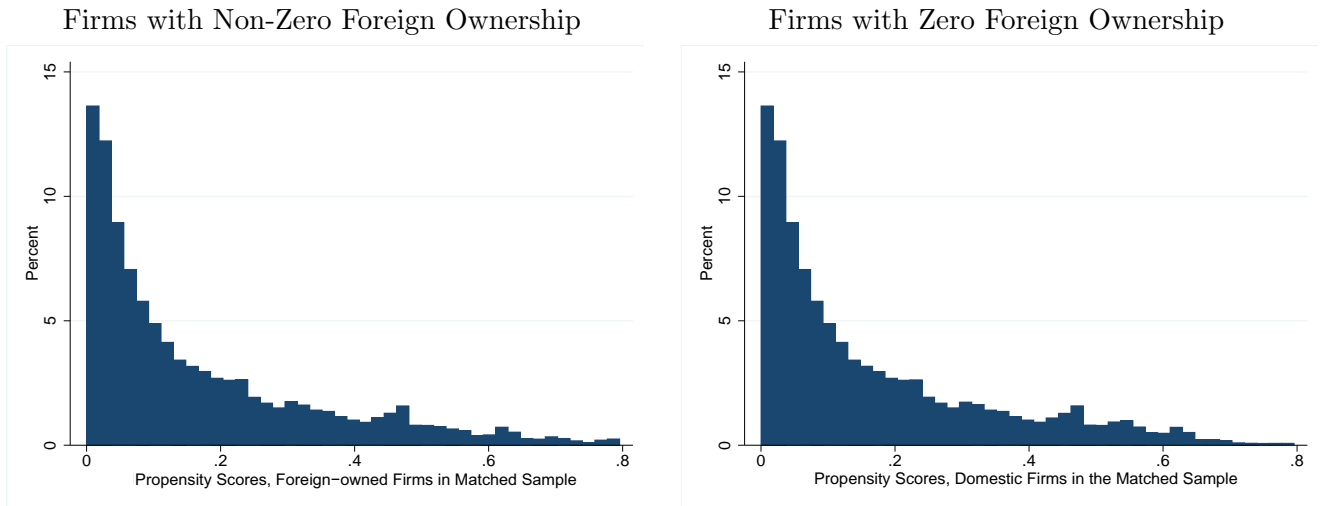 Firms with Non-Zero Foreign Ownership
15
10
5
0
Percent
0 .2 .4 .6 .8
Propensity Scores, Foreign−owned Firms in Matched Sample
Firms with Zero Foreign Ownership
15
10
5
0
Percent
0 .2 .4 .6 .8
Propensity Scores, Domestic Firms in the Matched Sample